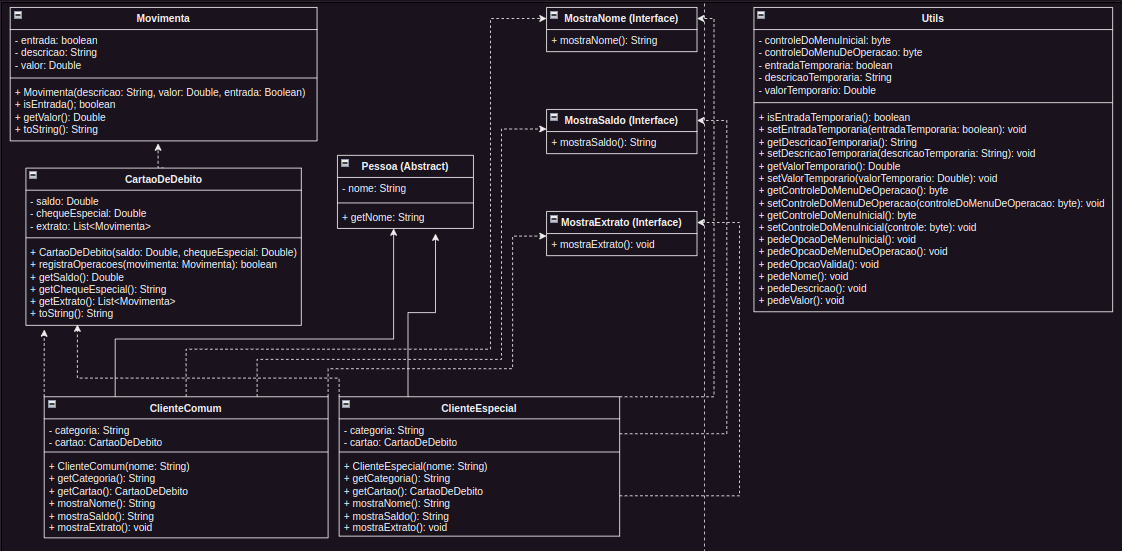 Movimenta
- entrada: boolean
- descricao: String
- valor: Double
+ Movimenta(descricao: String, valor: Double, entrada: Boolean)
+ isEntrada(); boolean
+ getValor(): Double
+ toString(): String
CartaoDeDebito
- saldo: Double
- chequeEspecial: Double
- extrato: List<Movimenta>
+ CartaoDeDebito(saldo: Double, chequeEspecial: Double)
+ registraOperacoes(movimenta: Movimenta): boolean
+ getSaldo(): Double
+ getChequeEspecial(): String
+ getExtrato(): List<Movimenta>
+ toString(): String
Pessoa (Abstract)
- nome: String
+ getNome: String
MostraNome (Interface)
+ mostraNome(): String
MostraSaldo (Interface)
+ mostraSaldo(): String
MostraExtrato (Interface)
+ mostraExtrato(): void
Utils
- controleDoMenuInicial: byte
- controleDoMenuDeOperacao: byte
- entradaTemporaria: boolean
- descricaoTemporaria: String
- valorTemporario: Double
+ isEntradaTemporaria(): boolean
+ setEntradaTemporaria(entradaTemporaria: boolean): void
+ getDescricaoTemporaria(): String
+ setDescricaoTemporaria(descricaoTemporaria: String): void
+ getValorTemporario(): Double
+ setValorTemporario(valorTemporario: Double): void
+ getControleDoMenuDeOperacao(): byte
+ setControleDoMenuDeOperacao(controleDoMenuDeOperacao: byte): void
+ getControleDoMenuInicial(): byte
+ setControleDoMenuInicial(controle: byte): void
+ pedeOpcaoDeMenuInicial(): void
+ pedeOpcaoDoMenuDeOperacao(): void
+ pedeOpcaoValida(): void
+ pedeNome(): void
+ pedeDescricao(): void
+ pedeValor(): void
ClienteComum
- categoria: String
- cartao: CartaoDeDebito
+ ClienteComum(nome: String)
+ getCategoria(): String
+ getCartao(): CartaoDeDebito
+ mostraNome(): String
+ mostraSaldo(): String
+ mostraExtrato(): void
ClienteEspecial
- categoria: String
- cartao: CartaoDeDebito
+ ClienteEspecial(nome: String)
+ getCategoria(): String
+ getCartao(): CartaoDeDebito
+ mostraNome(): String
+ mostraSaldo(): String
+ mostraExtrato(): void